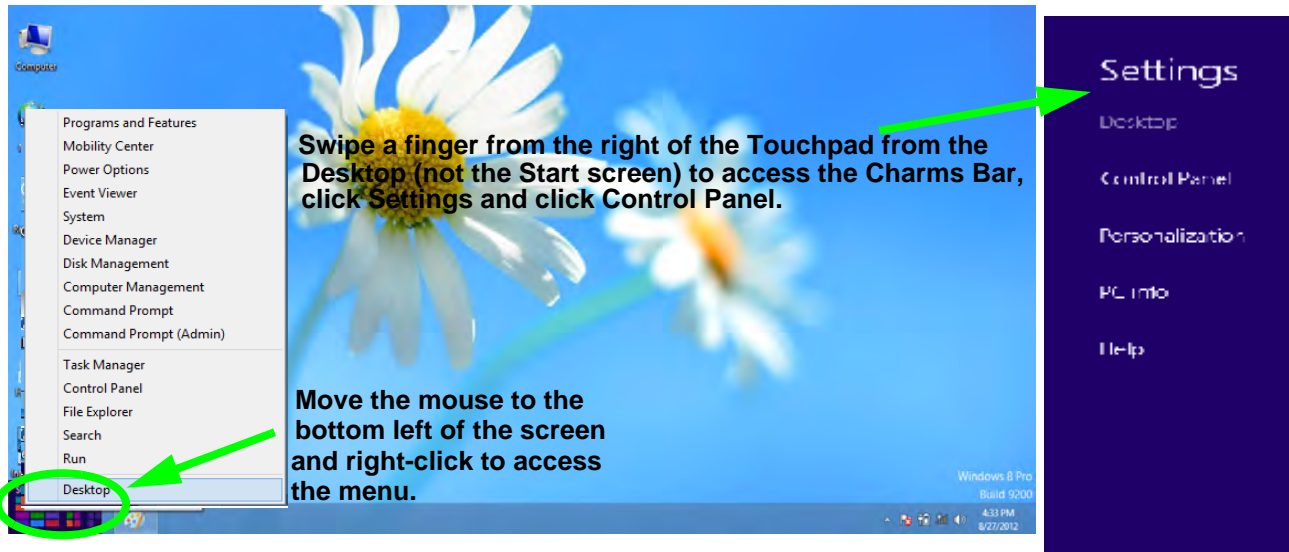 Computer
Programs and Features
Mobility Center
Power Options
Event Viewer
System
Device Manager
Disk Management
Computer Management
Command Prompt
Command Prompt (Admin)
Task Manager
Control Panel
File Explorer
Search
Run
Desktop
Swipe a finger from the right of the Touchpad from the
Desktop (not the Start screen) to access the Charms Bar,
click Settings and click Control Panel.
Move the mouse to the
bottom left of the screen
and right-click to access
the menu.
Windows 8 Pro
Build 9200
4:33 PM
8/27/2012
Settings
Desktop
Control Panel
Personalization
PC info
Help